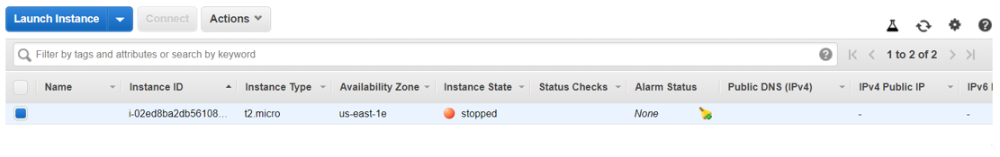 Launch Instance Connect Actions
Filter by tags and attributes or search by keyword 1 to 2 of 2
Name Instance ID Instance Type Availability Zone Instance State Status Checks Alarm Status Public DNS (IPv4) IPv4 Public IP IPv6
i-02ed8ba2db56108... t2.micro us-east-1e stopped None - -